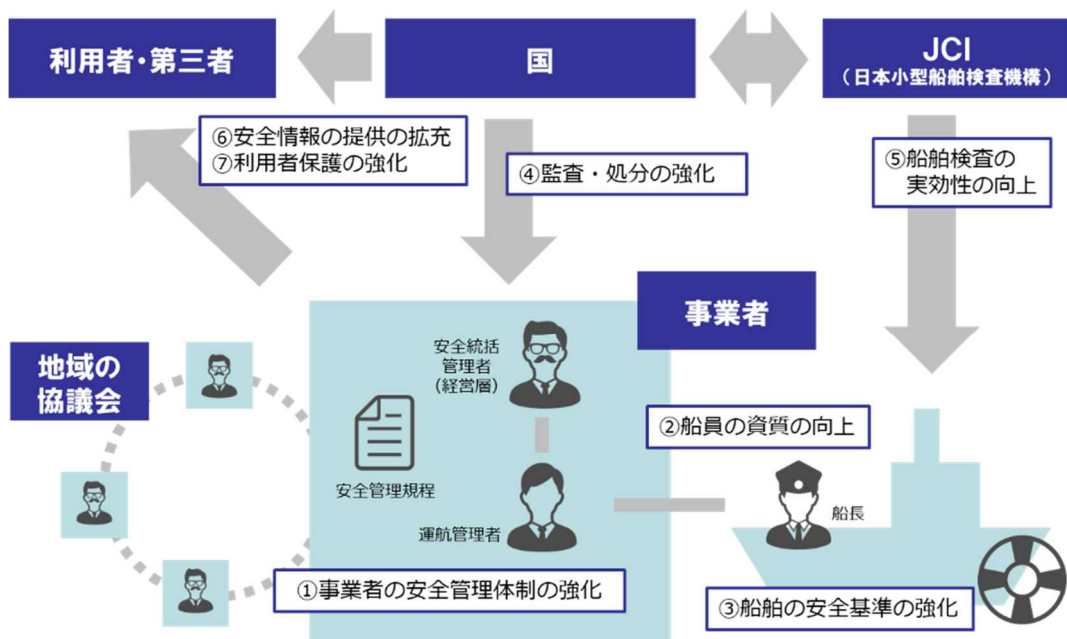 利用者・第三者
国
JCI
（日本小型船舶検査機構）
⑥安全情報の提供の拡充
⑦利用者保護の強化
④監査・処分の強化
⑤船舶検査の
実効性の向上
事業者
地域の
協議会
安全統括
管理者
（経営層）
安全管理規程
運航管理者
②船員の資質の向上
船長
①事業者の安全管理体制の強化
③船舶の安全基準の強化